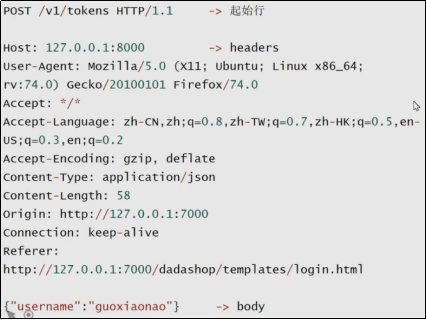 POST /v1/tokens HTTP/1.1 -> 起始行
Host: 127.0.0.1:8000 -> headers
User-Agent: Mozilla/5.0 (X11; Ubuntu; Linux x86_64;
rv:74.0) Gecko/20100101 Firefox/74.0
Accept: */*
Accept-Language: zh-CN,zh;q=0.8,zh-TW;q=0.7,zh-HK;q=0.5,en-
US;q=0.3,en;q=0.2
Accept-Encoding: gzip, deflate
Content-Type: application/json
Content-Length: 58
Origin: http://127.0.0.1:7000
Connection: keep-alive
Referer:
http://127.0.0.1:7000/dadashop/templates/login.html
{"username":"guoxiaonao"} -> body